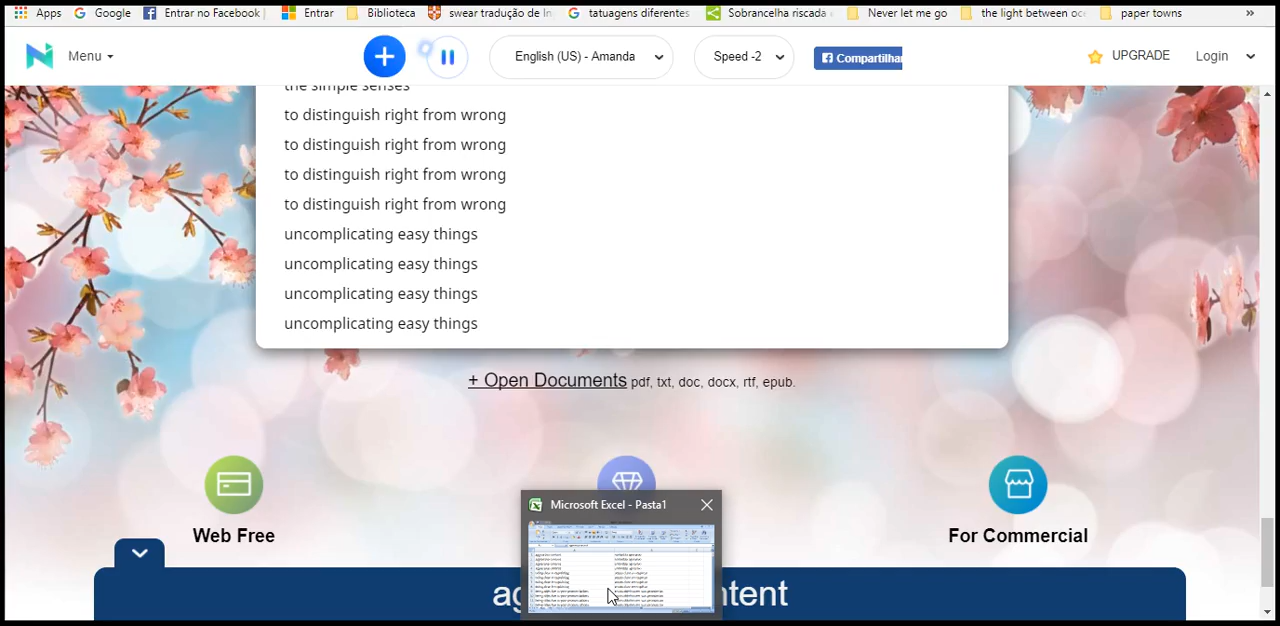 Apps Google Entrar no Facebook Entrar Biblioteca swear tradução de In tatuagens diferentes Sobrancelha riscada Never let me go the light between oce paper towns »
Menu English (US) - Amanda Speed -2 Compartilhar UPGRADE Login
the simple senses
to distinguish right from wrong
to distinguish right from wrong
to distinguish right from wrong
to distinguish right from wrong
uncomplicating easy things
uncomplicating easy things
uncomplicating easy things
uncomplicating easy things
+ Open Documents pdf, txt, doc, docx, rtf, epub.
Microsoft Excel - Pasta1
Web Free For Commercial
ntent